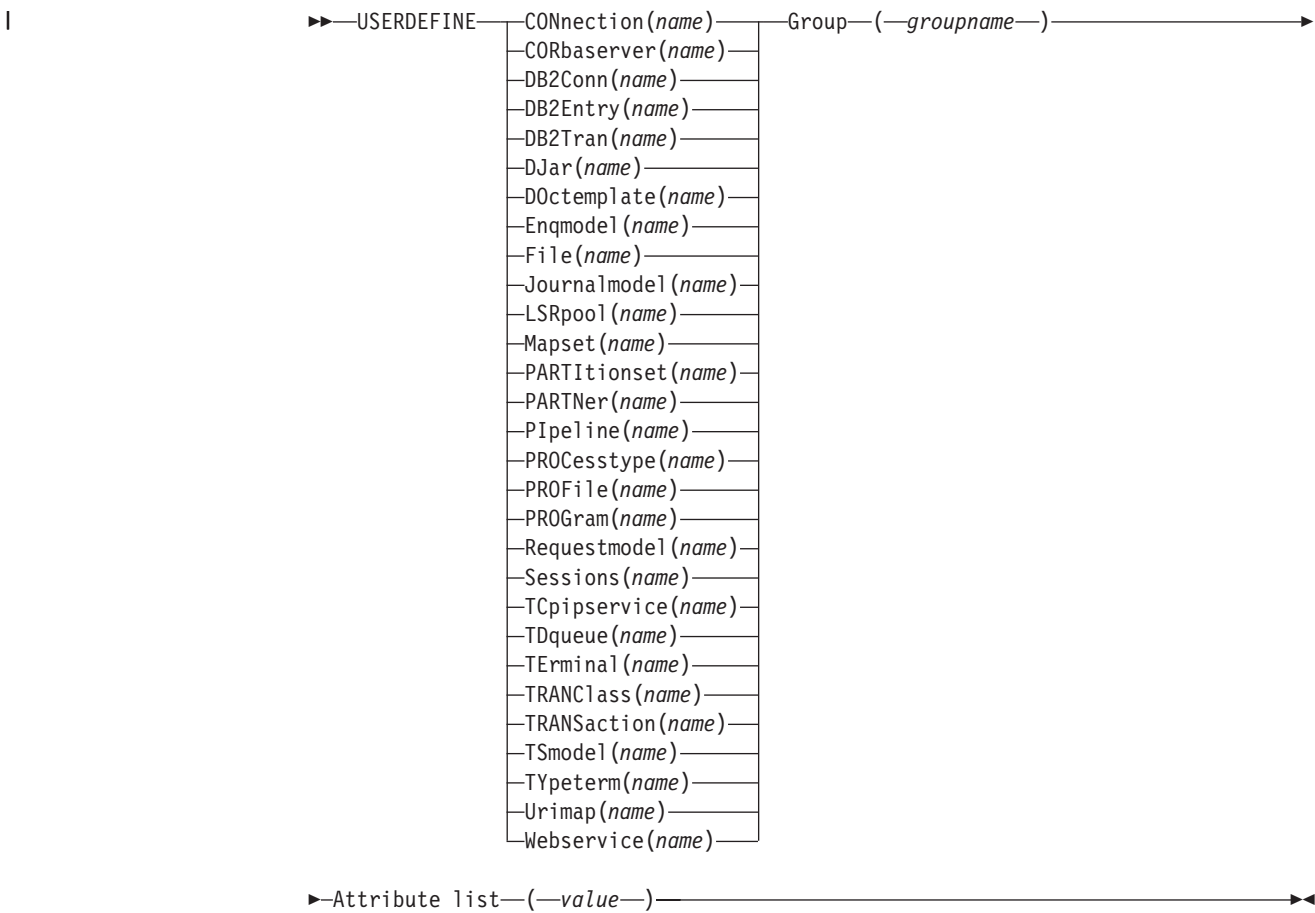 USERDEFINE CONnection(name) Group ( groupname )
CORbaserver(name)
DB2Conn(name)
DB2Entry(name)
DB2Tran(name)
DJar(name)
DOctemplate(name)
Enqmodel(name)
File(name)
Journalmodel(name)
LSRpool(name)
Mapset(name)
PARTItionset(name)
PARTNer(name)
PIpeline(name)
PROCesstype(name)
PROFile(name)
PROGram(name)
Requestmodel(name)
Sessions(name)
TCpipservice(name)
TDqueue(name)
TErminal(name)
TRANClass(name)
TRANSaction(name)
TSmodel(name)
TYpeterm(name)
Urimap(name)
Webservice(name)
Attribute list ( value )